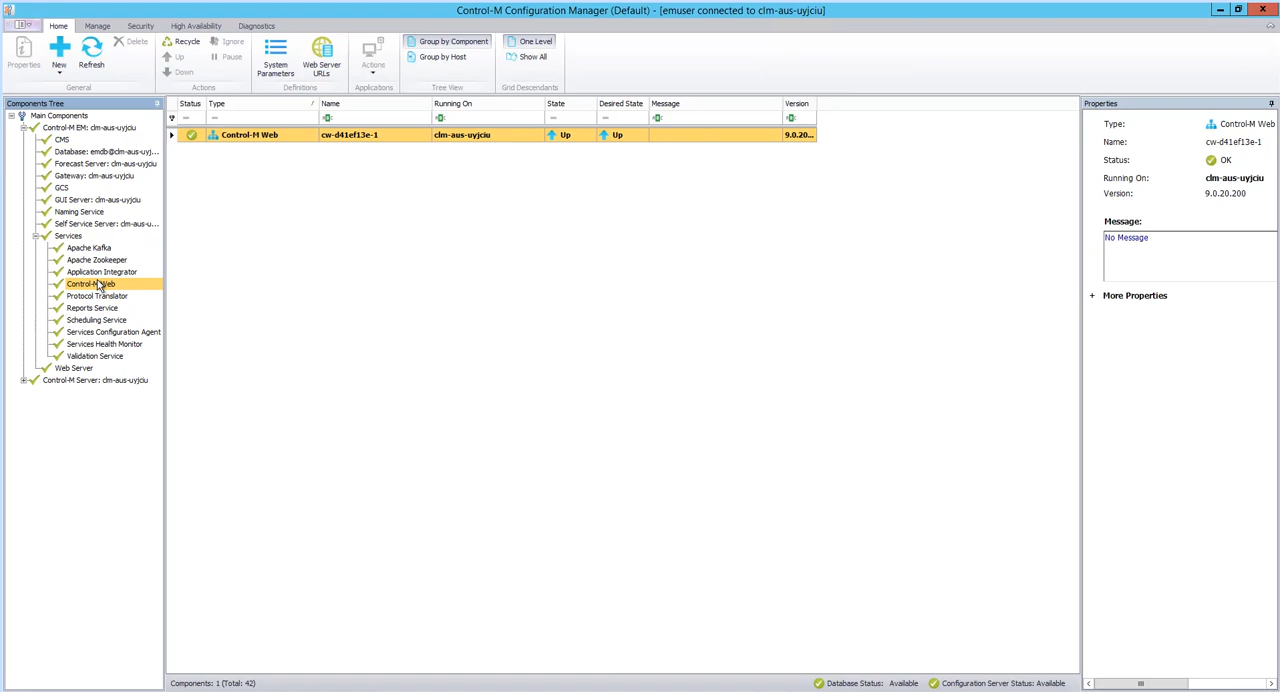 Control-M Configuration Manager (Default) - [emuser connected to clm-aus-uyjciu]
Home Manage Security High Availability Diagnostics
Properties New Refresh Delete Recycle Ignore Up Pause Down System Parameters Web Server URLs Actions Group by Component One Level
Group by Host Show All
General Actions Definitions Applications Tree View Grid Descendants
Components Tree
Main Components
Control-M EM: clm-aus-uyjciu
CMS
Database: emdb@clm-aus-uyj...
Forecast Server: clm-aus-uyjciu
Gateway: clm-aus-uyjciu
GCS
GUI Server: clm-aus-uyjciu
Naming Service
Self Service Server: clm-aus-u...
Services
Apache Kafka
Apache Zookeeper
Application Integrator
Control-M Web
Protocol Translator
Reports Service
Scheduling Service
Services Configuration Agent
Services Health Monitor
Validation Service
Web Server
Control-M Server: clm-aus-uyjciu
Status Type Name Running On State Desired State Message Version
Control-M Web cw-d41ef13e-1 clm-aus-uyjciu Up Up 9.0.20...
Properties
Type: Control-M Web
Name: cw-d41ef13e-1
Status: OK
Running On: clm-aus-uyjciu
Version: 9.0.20.200
Message:
No Message
+ More Properties
Components: 1 (Total: 42) Database Status: Available Configuration Server Status: Available